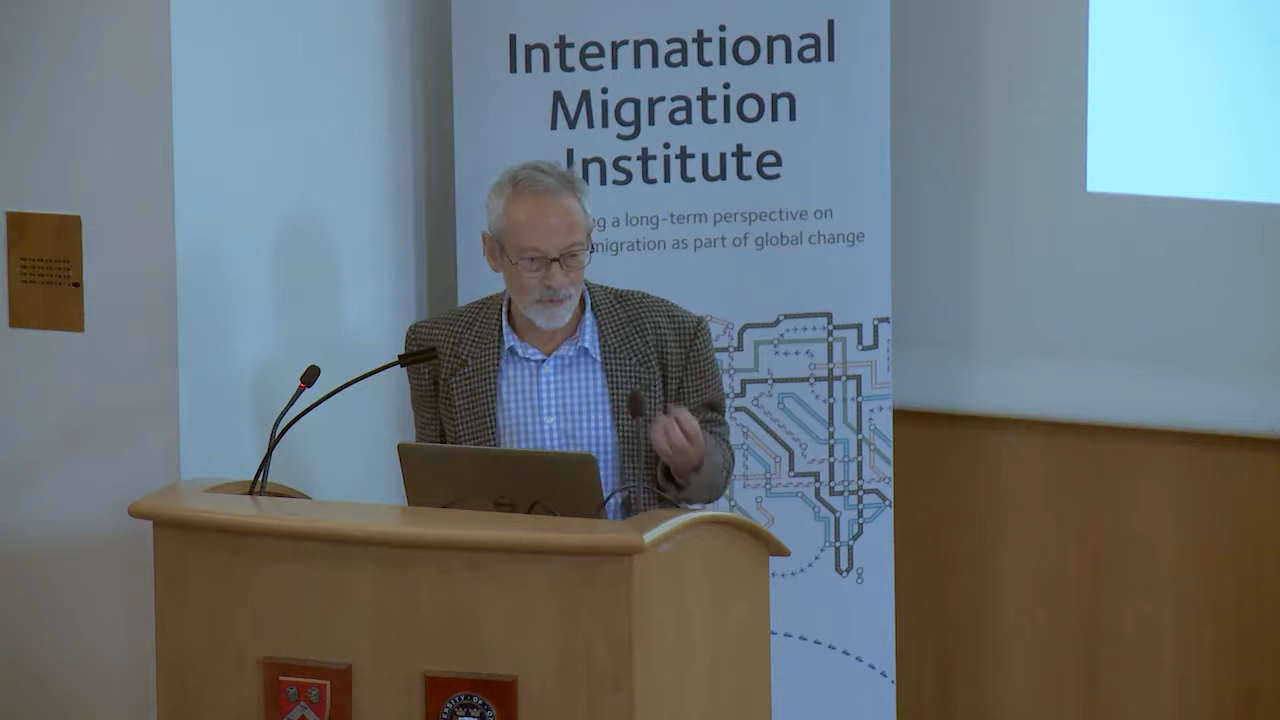 International
Migration
Institute
a long-term perspective on
migration as part of global change